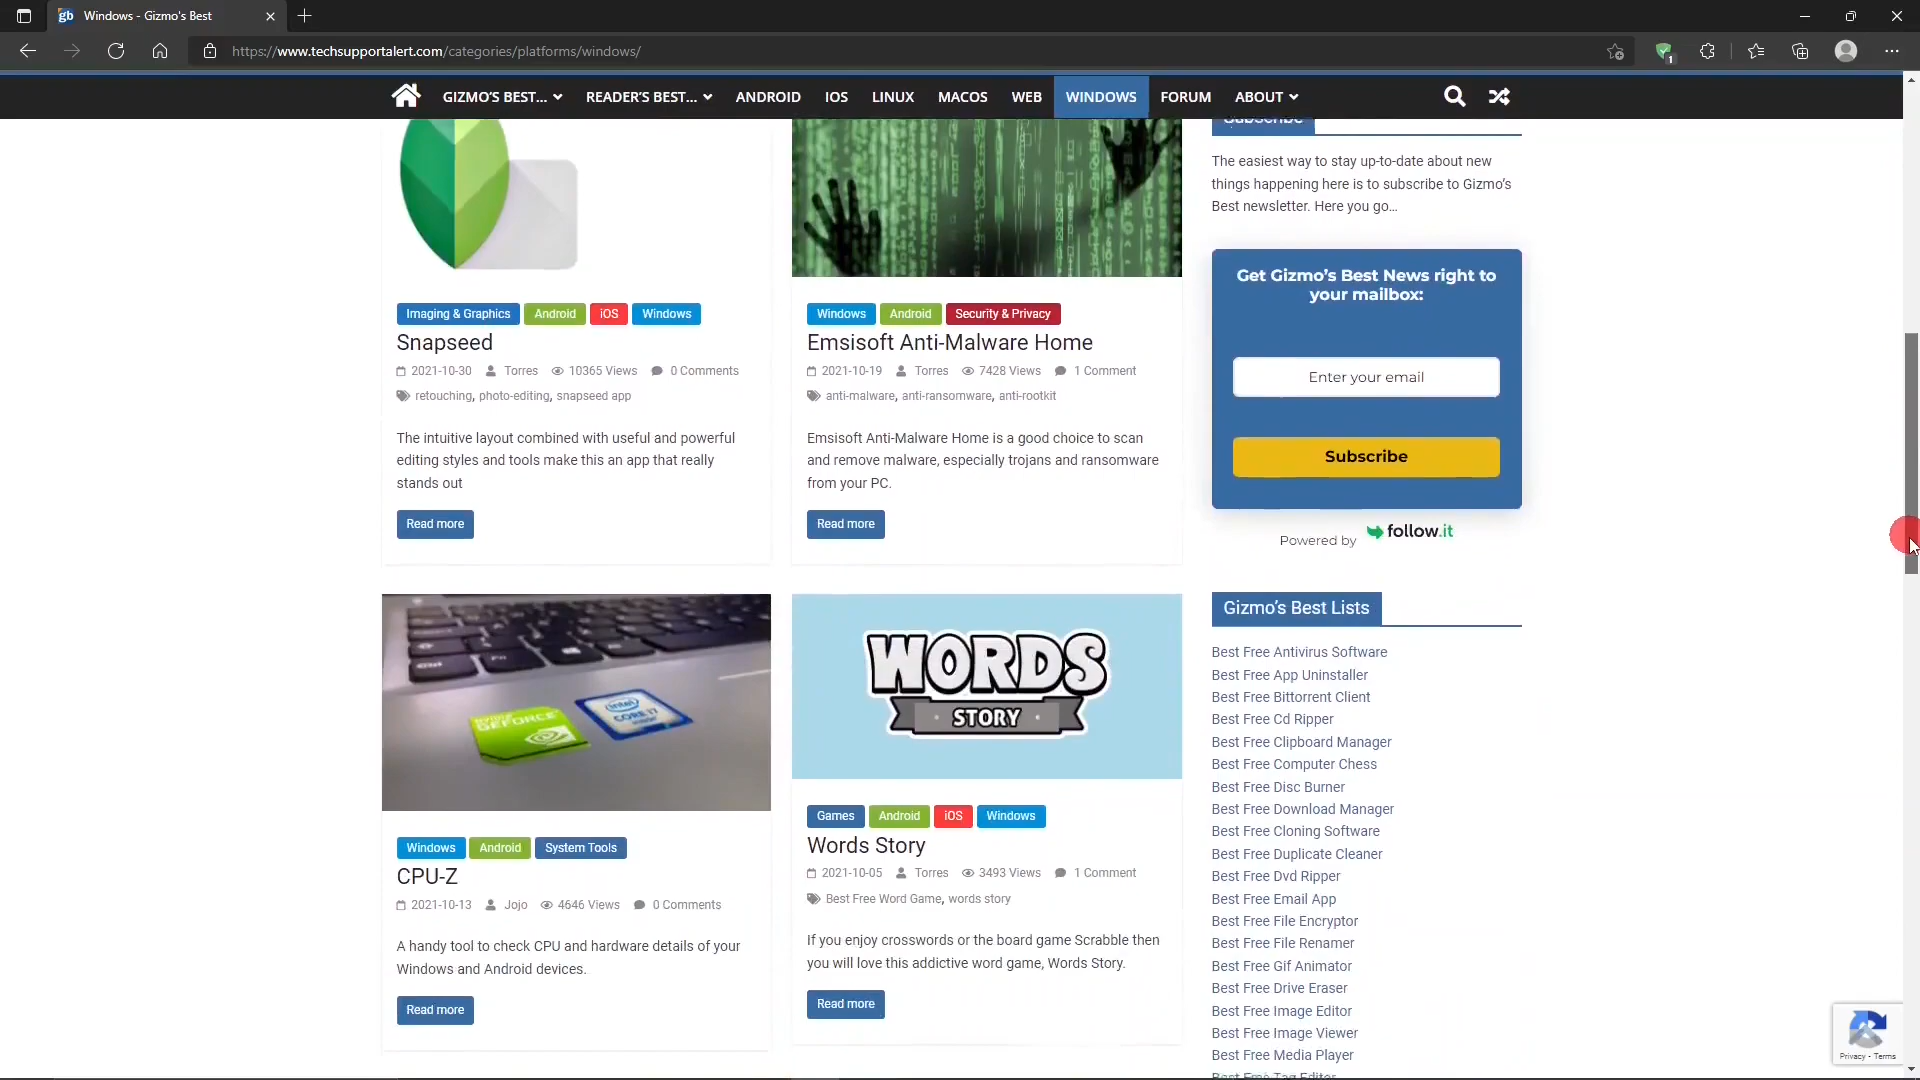 Windows - Gizmo's Best
https://www.techsupportalert.com/categories/platforms/windows/
1
GIZMO'S BEST... READER'S BEST... ANDROID IOS LINUX MACOS WEB WINDOWS FORUM ABOUT
Imaging & Graphics Android iOS Windows
Snapseed
2021-10-30 Torres 10365 Views 0 Comments
retouching, photo-editing, snapseed app
The intuitive layout combined with useful and powerful
editing styles and tools make this an app that really
stands out
Read more
Windows Android Security & Privacy
Emsisoft Anti-Malware Home
2021-10-19 Torres 7428 Views 1 Comment
anti-malware, anti-ransomware, anti-rootkit
Emsisoft Anti-Malware Home is a good choice to scan
and remove malware, especially trojans and ransomware
from your PC.
Read more
NVIDIA
GEFORCE
intel
CORE i7
Windows Android System Tools
CPU-Z
2021-10-13 Jojo 4646 Views 0 Comments
A handy tool to check CPU and hardware details of your
Windows and Android devices.
Read more
WORDS
STORY
Games Android iOS Windows
Words Story
2021-10-05 Torres 3493 Views 1 Comment
Best Free Word Game, words story
If you enjoy crosswords or the board game Scrabble then
you will love this addictive word game, Words Story.
Read more
Subscribe
The easiest way to stay up-to-date about new
things happening here is to subscribe to Gizmo's
Best newsletter. Here you go...
Get Gizmo's Best News right to
your mailbox:
Enter your email
Subscribe
Powered by follow.it
Gizmo's Best Lists
Best Free Antivirus Software
Best Free App Uninstaller
Best Free Bittorrent Client
Best Free Cd Ripper
Best Free Clipboard Manager
Best Free Computer Chess
Best Free Disc Burner
Best Free Download Manager
Best Free Cloning Software
Best Free Duplicate Cleaner
Best Free Dvd Ripper
Best Free Email App
Best Free File Encryptor
Best Free File Renamer
Best Free Gif Animator
Best Free Drive Eraser
Best Free Image Editor
Best Free Image Viewer
Best Free Media Player
Best Free Tag Editor
Privacy - Terms